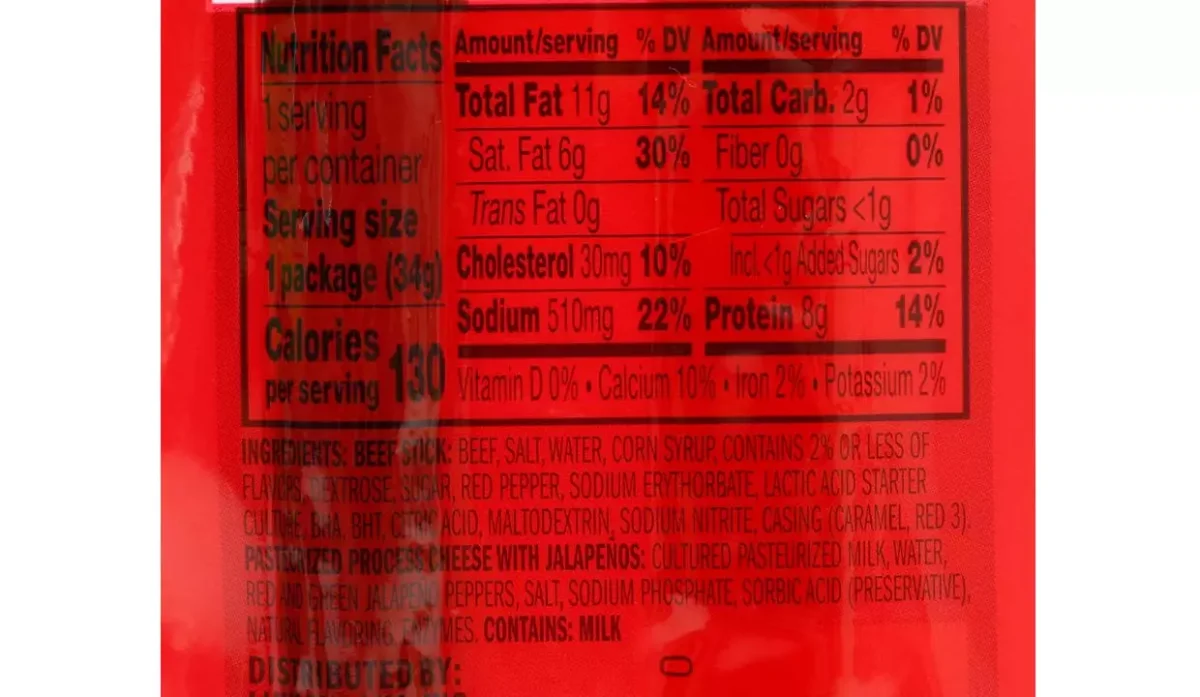 Nutrition Facts
1 serving
per container
Serving size
1 package (34g)
Calories
per serving 130
Amount/serving % DV
Total Fat 11g 14%
Sat. Fat 6g 30%
Trans Fat 0g
Cholesterol 30mg 10%
Sodium 510mg 22%
Amount/serving % DV
Total Carb. 2g 1%
Fiber 0g 0%
Total Sugars <1g
Incl. <1g Added Sugars 2%
Protein 8g 14%
Vitamin D 0% • Calcium 10% • Iron 2% • Potassium 2%
INGREDIENTS: BEEF STICK: BEEF, SALT, WATER, CORN SYRUP, CONTAINS 2% OR LESS OF
FLAVORS, DEXTROSE, SUGAR, RED PEPPER, SODIUM ERYTHORBATE, LACTIC ACID STARTER
CULTURE, BHA, BHT, CITRIC ACID, MALTODEXTRIN, SODIUM NITRITE, CASING (CARAMEL, RED 3).
PASTEURIZED PROCESS CHEESE WITH JALAPEÑOS: CULTURED PASTEURIZED MILK, WATER,
RED AND GREEN JALAPEÑO PEPPERS, SALT, SODIUM PHOSPHATE, SORBIC ACID (PRESERVATIVE),
NATURAL FLAVORING, ENZYMES. CONTAINS: MILK
DISTRIBUTED BY: